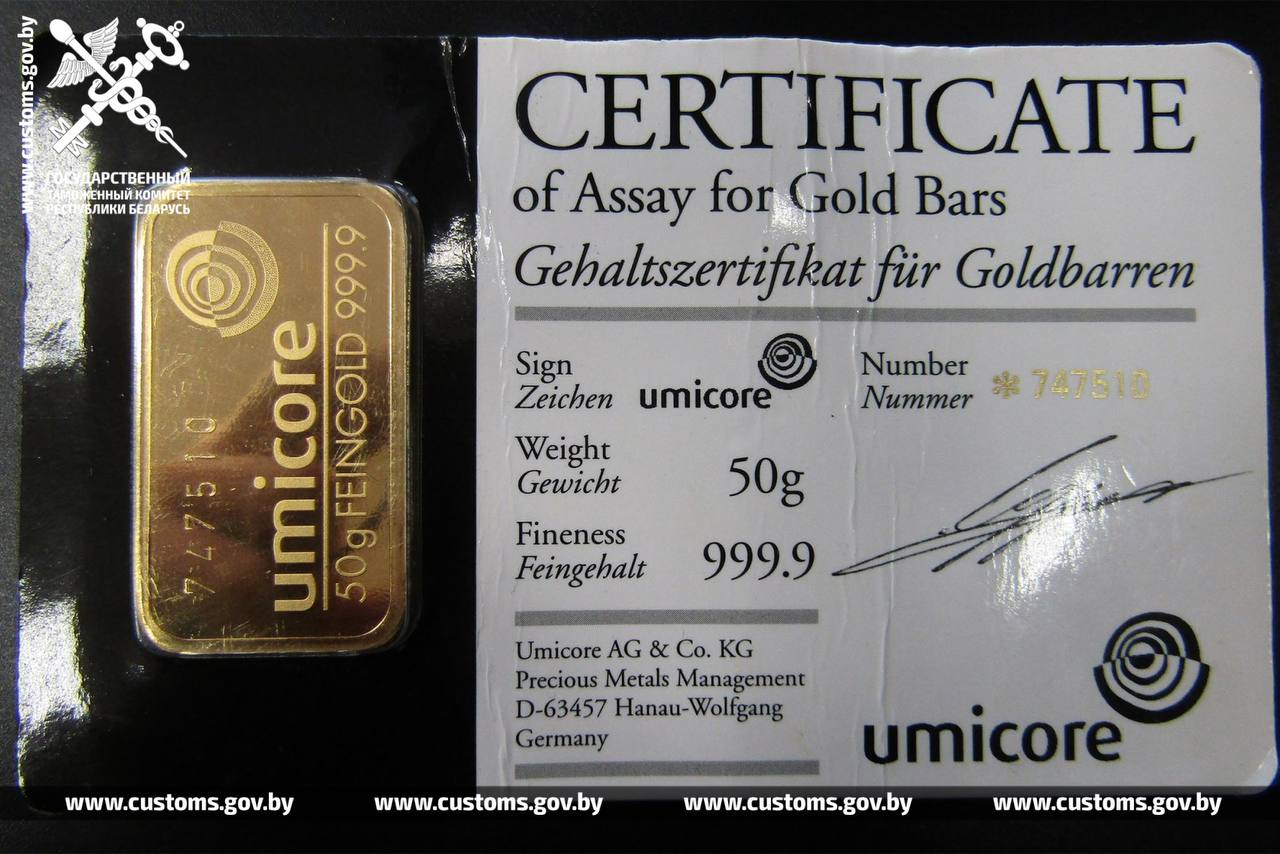 www.customs.gov.by
ГОСУДАРСТВЕННЫЙ
ТАМОЖЕННЫЙ КОМИТЕТ
РЕСПУБЛИКИ БЕЛАРУСЬ
747510
umicore
50g FEINGOLD 999.9
CERTIFICATE
of Assay for Gold Bars
Gehaltszertifikat für Goldbarren
Sign
Zeichen
umicore
Number
Nummer
* 747510
Weight
Gewicht
50g
Fineness
Feingehalt
999.9
Umicore AG & Co. KG
Precious Metals Management
D-63457 Hanau-Wolfgang
Germany
umicore
www.customs.gov.by www.customs.gov.by www.customs.gov.by www.customs.gov.by